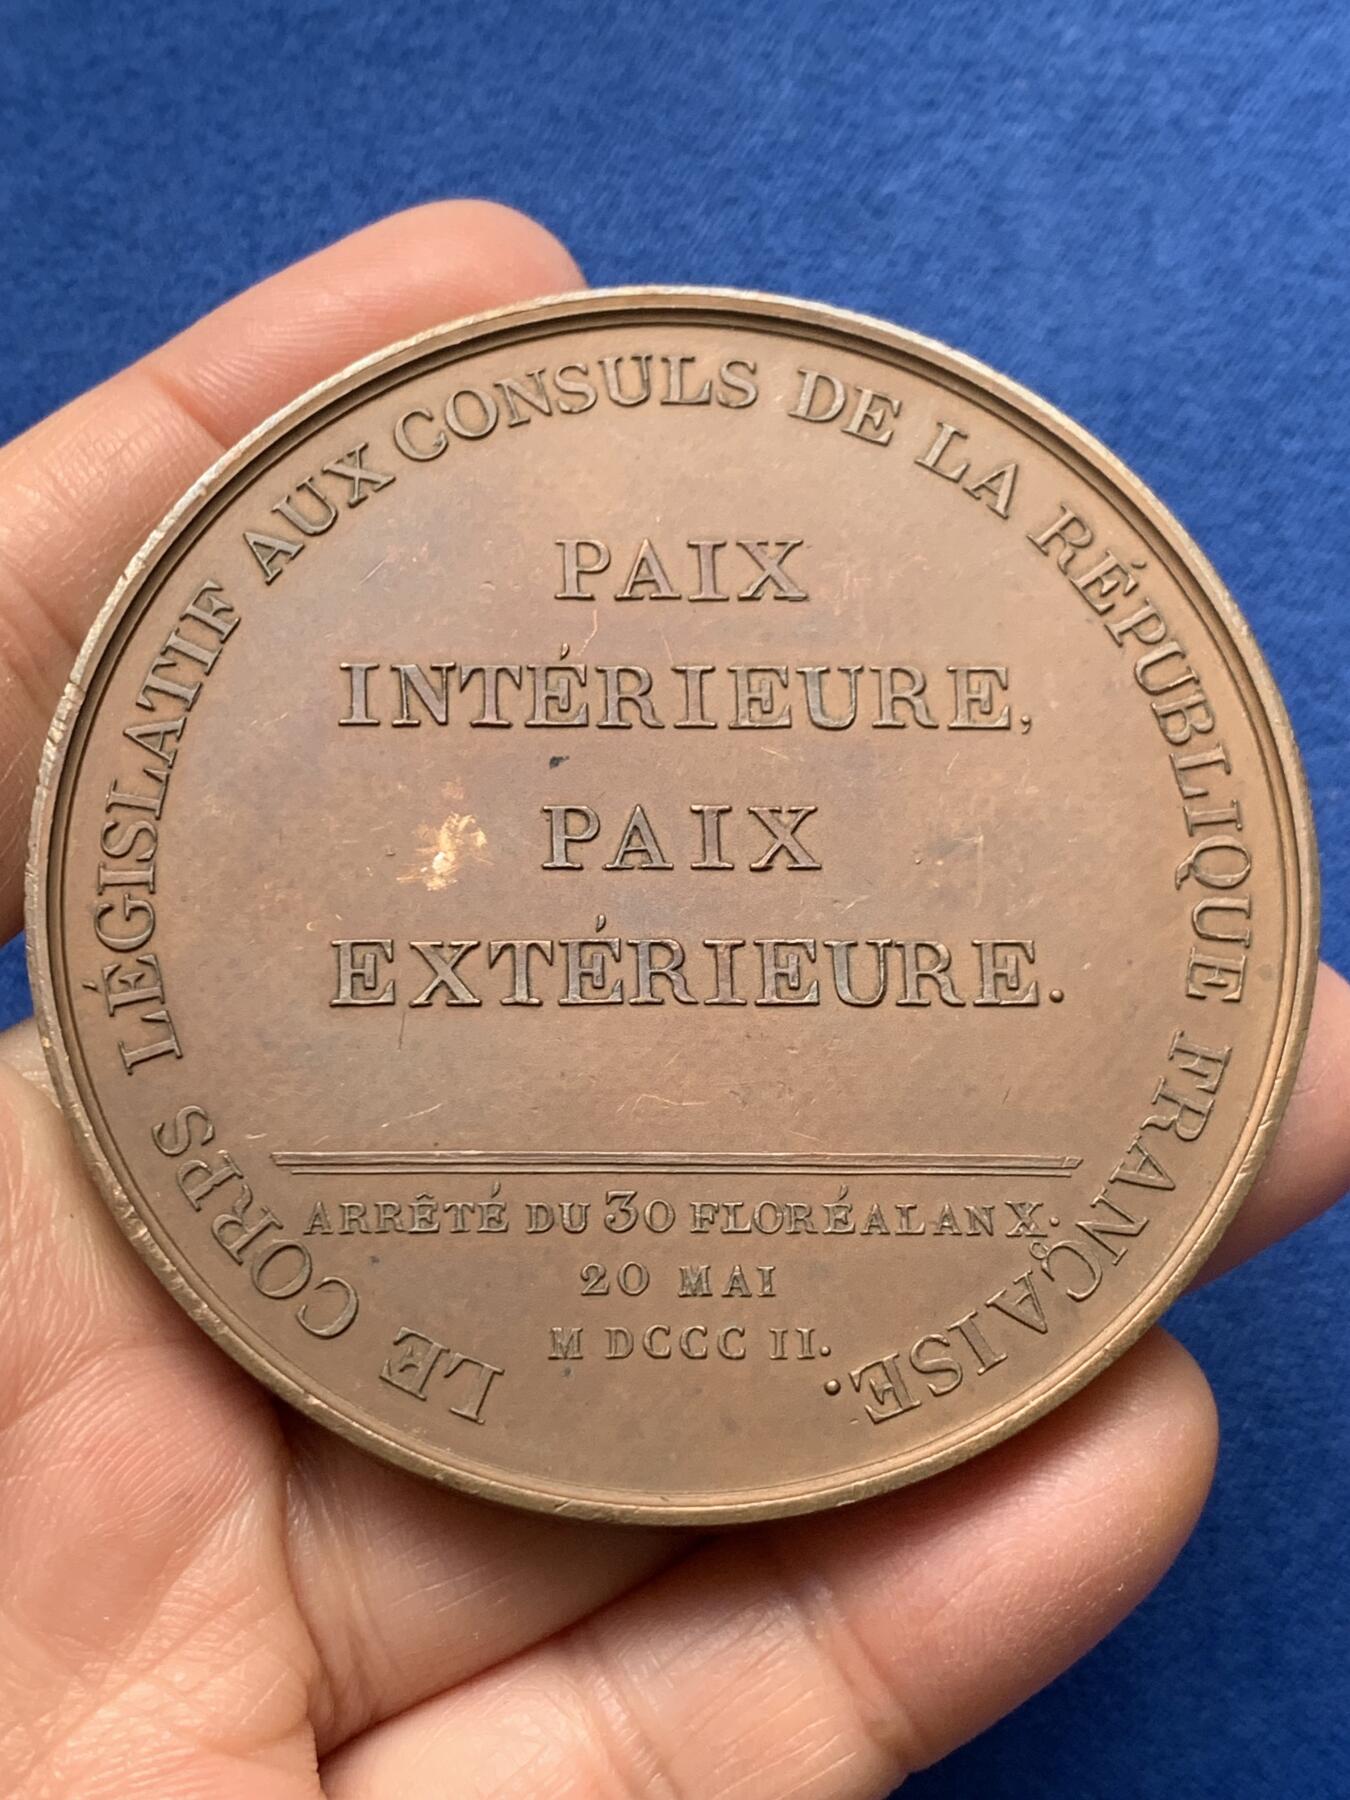 LE CORPS LÉGISLATIF AUX CONSULS DE LA RÉPUBLIQUE FRANÇAISE.
PAIX
INTÉRIEURE,
PAIX
EXTÉRIEURE.
ARRÊTÉ DU 30 FLORÉAL AN X.
20 MAI
M DCCC II.